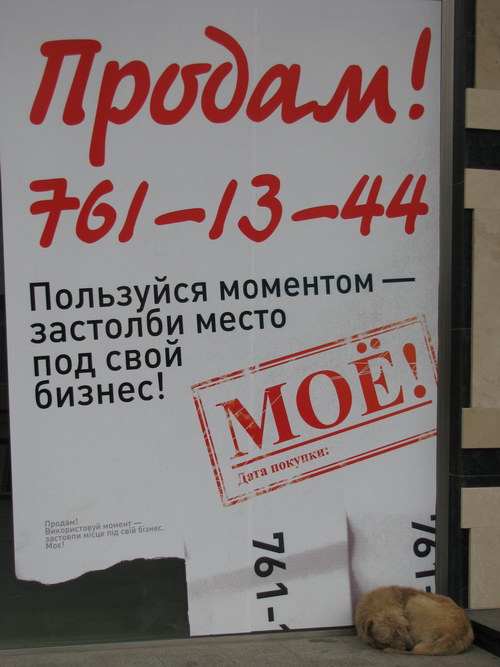 Продам!
761-13-44
Пользуйся моментом —
застолби место
под свой
бизнес!
МОЁ!
Дата покупки:
Продам!
Використовуй момент —
застовпи місце під свій бізнес.
Моє!
761-
761-